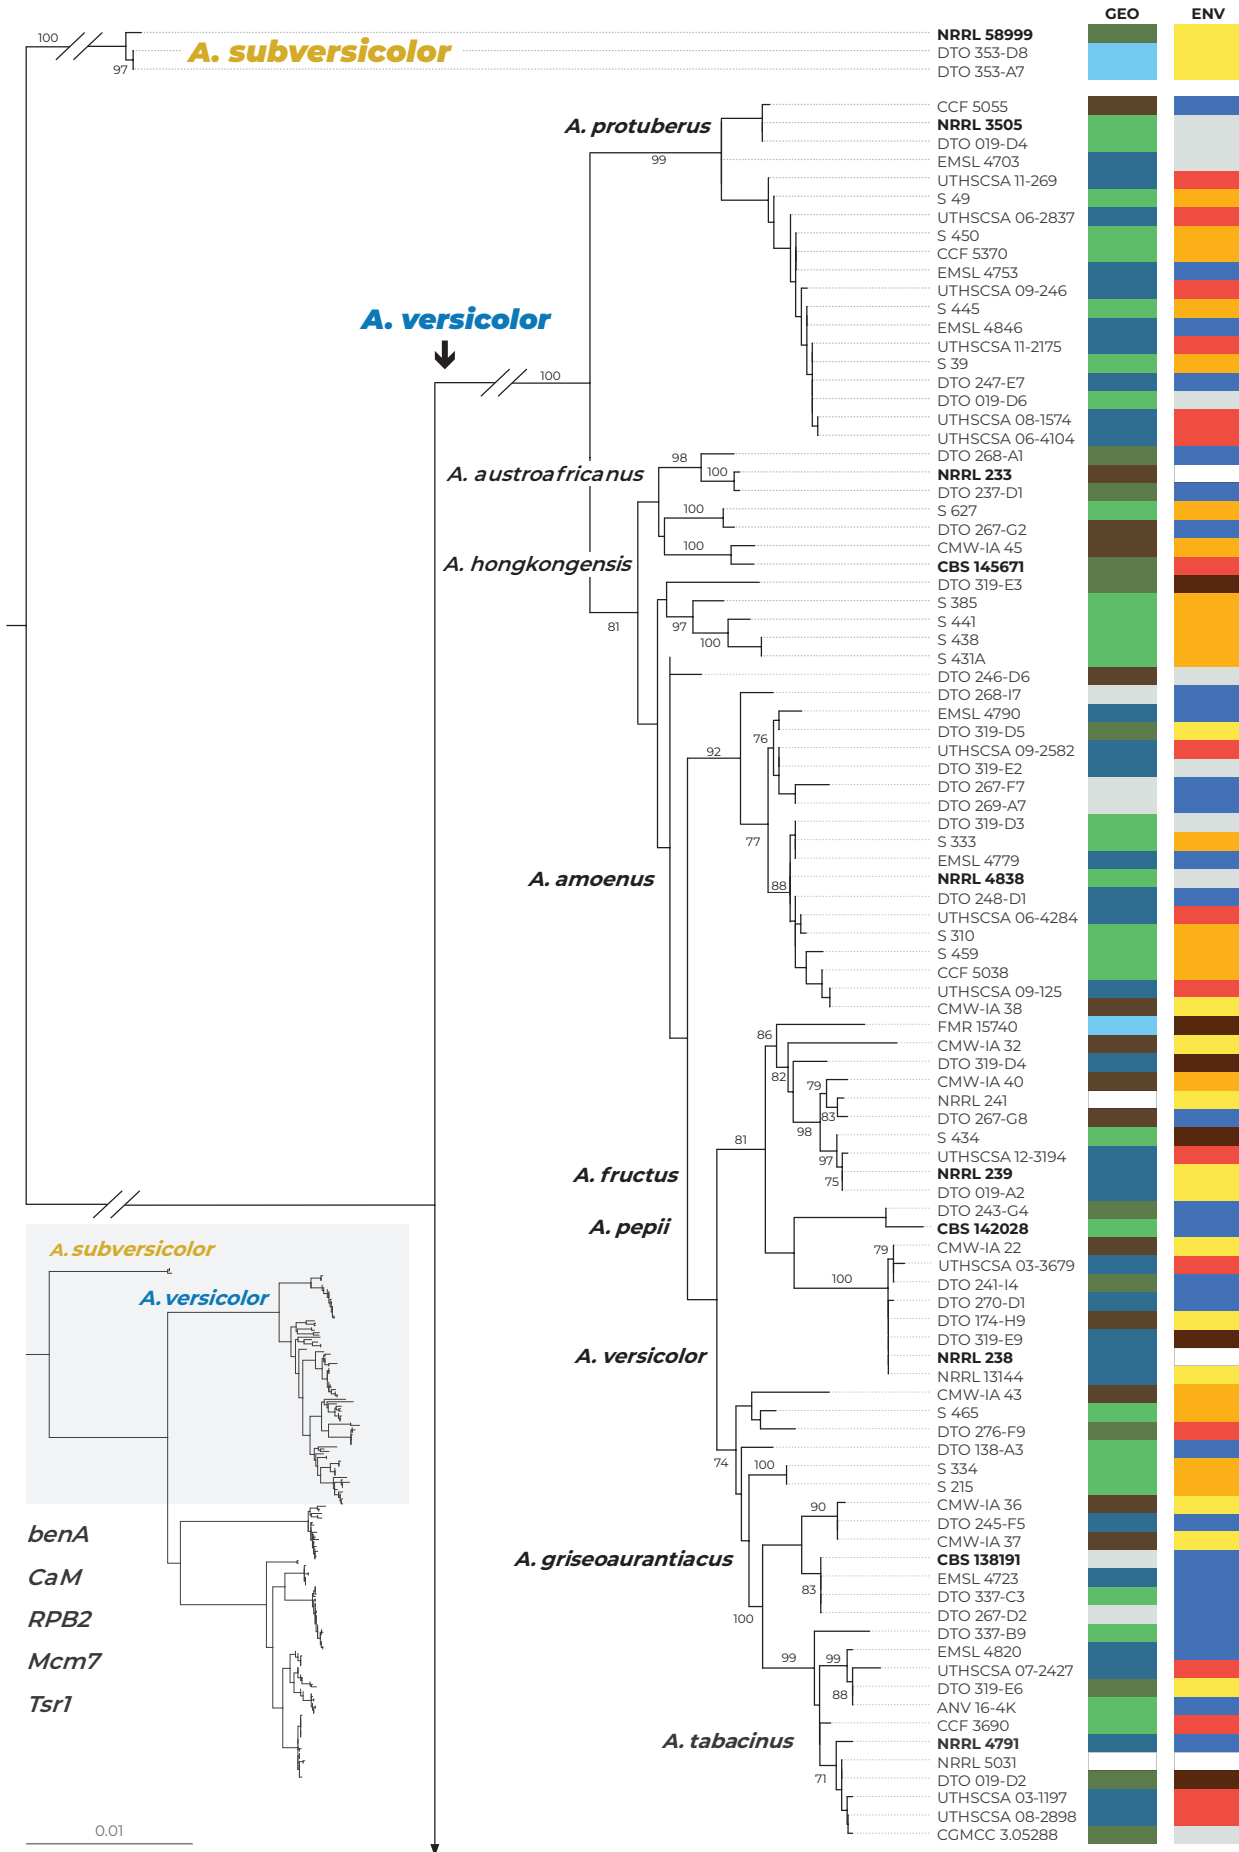 GEO ENV
NRRL 58999
100
A. subversicolor
DTO 353-D8
97
DTO 353-A7
CCF 5055
A. protuberus
NRRL 3505
DTO 019-D4
99
EMSL 4703
UTHSCSA 11-269
S 49
UTHSCSA 06-2837
S 450
CCF 5370
EMSL 4753
UTHSCSA 09-246
S 445
A. versicolor
EMSL 4846
UTHSCSA 11-2175
S 39
100
DTO 247-E7
DTO 019-D6
UTHSCSA 08-1574
UTHSCSA 06-4104
98
DTO 268-A1
A. austroafricanus
100
NRRL 233
DTO 237-D1
100
S 627
DTO 267-G2
100
CMW-IA 45
A. hongkongensis
CBS 145671
DTO 319-E3
S 385
81
97
S 441
100
S 438
S 431A
DTO 246-D6
DTO 268-I7
EMSL 4790
76
DTO 319-D5
92
UTHSCSA 09-2582
DTO 319-E2
DTO 267-F7
DTO 269-A7
DTO 319-D3
77
S 333
EMSL 4779
A. amoenus
88
NRRL 4838
DTO 248-D1
UTHSCSA 06-4284
S 310
S 459
CCF 5038
UTHSCSA 09-125
CMW-IA 38
86
FMR 15740
CMW-IA 32
82
DTO 319-D4
79
CMW-IA 40
NRRL 241
83
DTO 267-G8
98
S 434
81
97
UTHSCSA 12-3194
A. fructus
75
NRRL 239
DTO 019-A2
DTO 243-G4
A. pepii
CBS 142028
A. subversicolor
79
CMW-IA 22
UTHSCSA 03-3679
100
DTO 241-I4
A. versicolor
DTO 270-D1
DTO 174-H9
DTO 319-E9
A. versicolor
NRRL 238
NRRL 13144
CMW-IA 43
S 465
DTO 276-F9
DTO 138-A3
74
100
S 334
S 215
90
CMW-IA 36
benA
DTO 245-F5
CMW-IA 37
A. griseoaurantiacus
CBS 138191
CaM
83
EMSL 4723
DTO 337-C3
RPB2
100
DTO 267-D2
DTO 337-B9
Mcm7
99
99
EMSL 4820
UTHSCSA 07-2427
88
DTO 319-E6
Tsr1
ANV 16-4K
CCF 3690
A. tabacinus
NRRL 4791
NRRL 5031
71
DTO 019-D2
UTHSCSA 03-1197
UTHSCSA 08-2898
0.01
CGMCC 3.05288